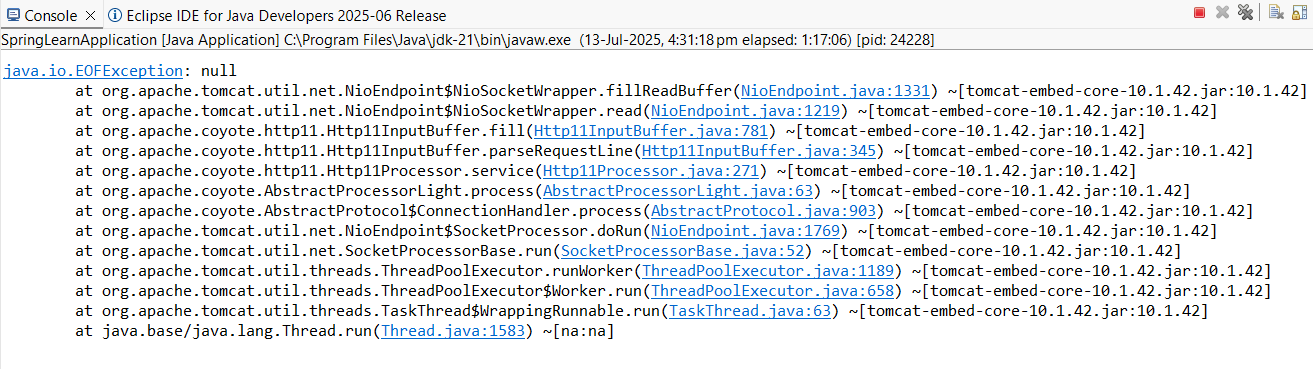 Console Eclipse IDE for Java Developers 2025-06 Release
SpringLearnApplication [Java Application] C:\Program Files\Java\jdk-21\bin\javaw.exe (13-Jul-2025, 4:31:18 pm elapsed: 1:17:06) [pid: 24228]
java.io.EOFException: null
at org.apache.tomcat.util.net.NioEndpoint$NioSocketWrapper.fillReadBuffer(NioEndpoint.java:1331) ~[tomcat-embed-core-10.1.42.jar:10.1.42]
at org.apache.tomcat.util.net.NioEndpoint$NioSocketWrapper.read(NioEndpoint.java:1219) ~[tomcat-embed-core-10.1.42.jar:10.1.42]
at org.apache.coyote.http11.Http11InputBuffer.fill(Http11InputBuffer.java:781) ~[tomcat-embed-core-10.1.42.jar:10.1.42]
at org.apache.coyote.http11.Http11InputBuffer.parseRequestLine(Http11InputBuffer.java:345) ~[tomcat-embed-core-10.1.42.jar:10.1.42]
at org.apache.coyote.http11.Http11Processor.service(Http11Processor.java:271) ~[tomcat-embed-core-10.1.42.jar:10.1.42]
at org.apache.coyote.AbstractProcessorLight.process(AbstractProcessorLight.java:63) ~[tomcat-embed-core-10.1.42.jar:10.1.42]
at org.apache.coyote.AbstractProtocol$ConnectionHandler.process(AbstractProtocol.java:903) ~[tomcat-embed-core-10.1.42.jar:10.1.42]
at org.apache.tomcat.util.net.NioEndpoint$SocketProcessor.doRun(NioEndpoint.java:1769) ~[tomcat-embed-core-10.1.42.jar:10.1.42]
at org.apache.tomcat.util.net.SocketProcessorBase.run(SocketProcessorBase.java:52) ~[tomcat-embed-core-10.1.42.jar:10.1.42]
at org.apache.tomcat.util.threads.ThreadPoolExecutor.runWorker(ThreadPoolExecutor.java:1189) ~[tomcat-embed-core-10.1.42.jar:10.1.42]
at org.apache.tomcat.util.threads.ThreadPoolExecutor$Worker.run(ThreadPoolExecutor.java:658) ~[tomcat-embed-core-10.1.42.jar:10.1.42]
at org.apache.tomcat.util.threads.TaskThread$WrappingRunnable.run(TaskThread.java:63) ~[tomcat-embed-core-10.1.42.jar:10.1.42]
at java.base/java.lang.Thread.run(Thread.java:1583) ~[na:na]